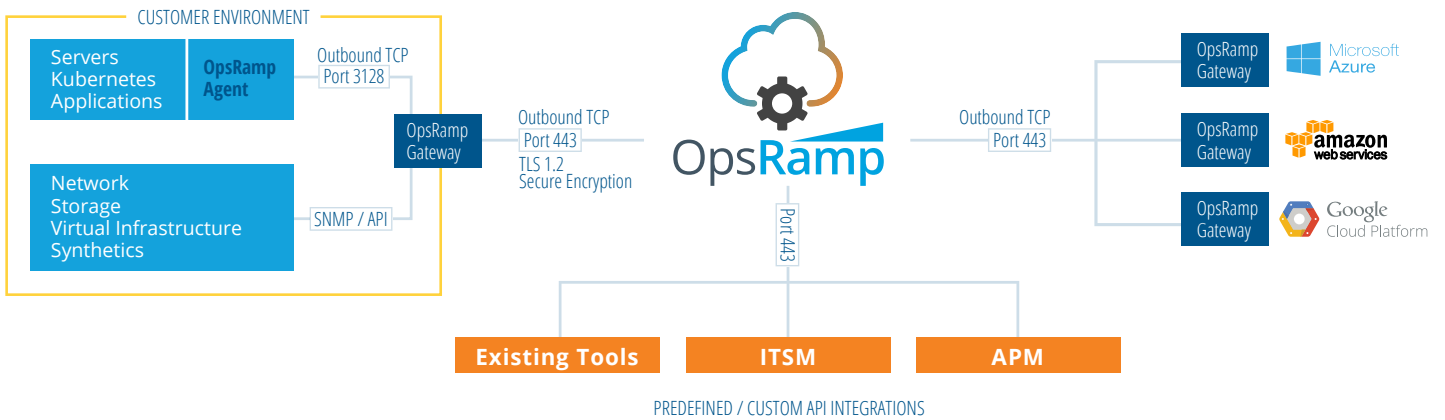 CUSTOMER ENVIRONMENT
Servers
Kubernetes
Applications
OpsRamp
Agent
Outbound TCP
Port 3128
Network
Storage
Virtual Infrastructure
Synthetics
SNMP / API
OpsRamp
Gateway
Outbound TCP
Port 443
TLS 1.2
Secure Encryption
OpsRamp
Port 443
Outbound TCP
Port 443
OpsRamp
Gateway
Microsoft
Azure
OpsRamp
Gateway
amazon
web services
OpsRamp
Gateway
Google
Cloud Platform
Existing Tools
ITSM
APM
PREDEFINED / CUSTOM API INTEGRATIONS